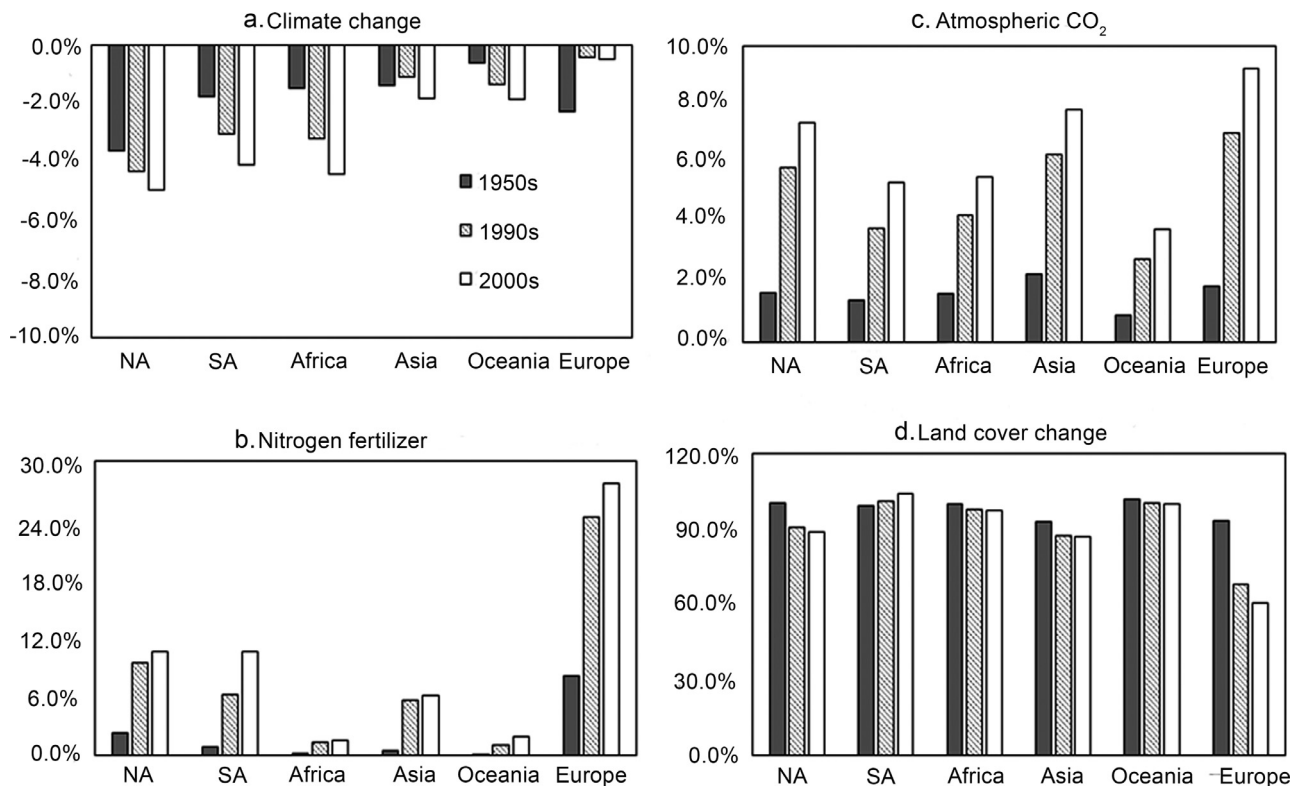 a. Climate change
0.0%
-2.0%
-4.0%
-6.0%
-8.0%
-10.0%
1950s
1990s
2000s
NA SA Africa Asia Oceania Europe
c. Atmospheric CO₂
10.0%
8.0%
6.0%
4.0%
2.0%
0.0%
NA SA Africa Asia Oceania Europe
b. Nitrogen fertilizer
30.0%
24.0%
18.0%
12.0%
6.0%
0.0%
NA SA Africa Asia Oceania Europe
d. Land cover change
120.0%
90.0%
60.0%
30.0%
0.0%
NA SA Africa Asia Oceania Europe